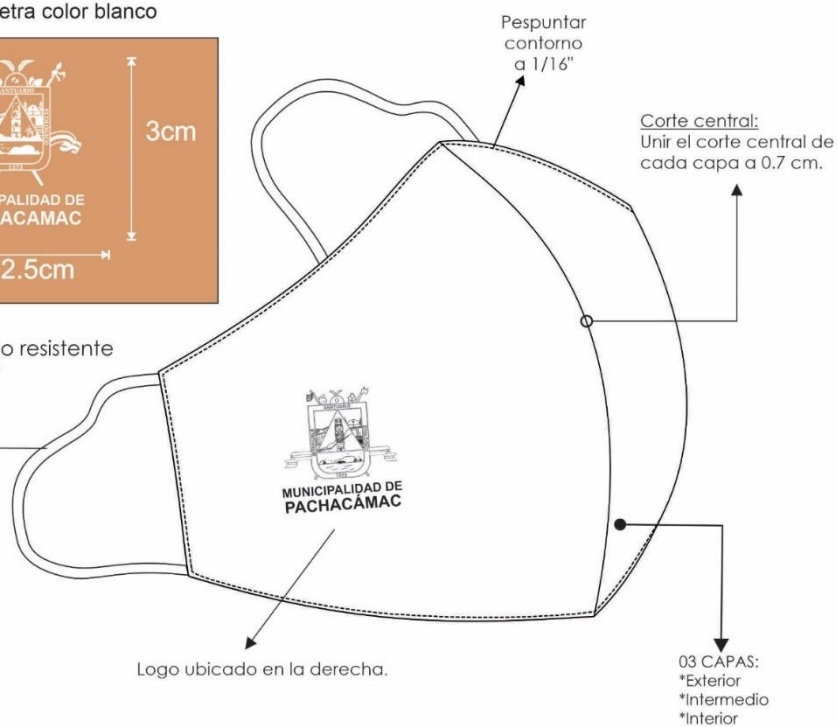 etra color blanco
SANTUARIO
3cm
PALIDAD DE
ACAMAC
2.5cm
o resistente
Pespuntar
contorno
a 1/16"
Corte central:
Unir el corte central de
cada capa a 0.7 cm.
SANTUARIO
MUNICIPALIDAD DE
PACHACÁMAC
Logo ubicado en la derecha.
03 CAPAS:
*Exterior
*Intermedio
*Interior